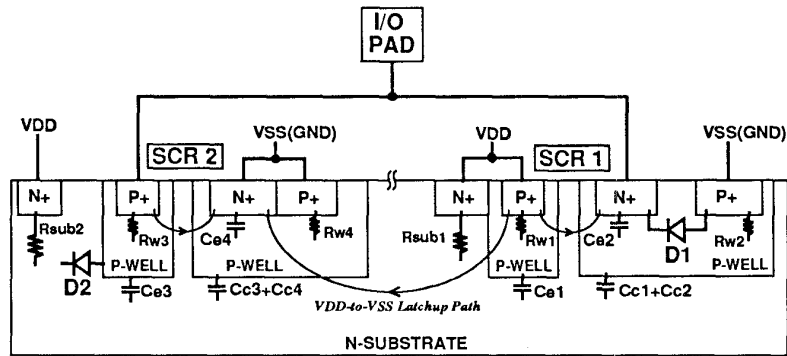 I/O
PAD
VDD
SCR 2
VSS(GND)
VDD
SCR 1
VSS(GND)
N+
P+
N+
P+
N+
P+
N+
P+
Rsub2
Rw3
Ce4
Rw4
Rsub1
Rw1
Ce2
D1
Rw2
D2
P-WELL
P-WELL
P-WELL
P-WELL
Ce3
Cc3+Cc4
VDD-to-VSS Latchup Path
Ce1
Cc1+Cc2
N-SUBSTRATE